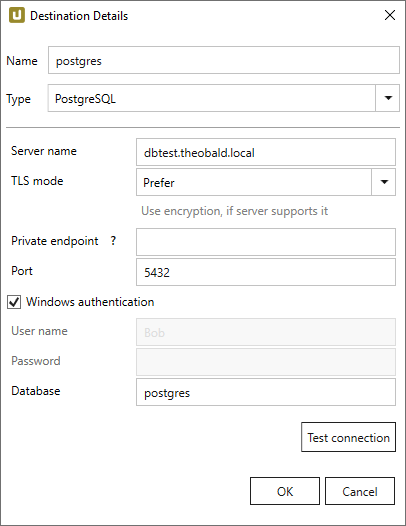 Destination Details
Name postgres
Type PostgreSQL
Server name dbtest.theobald.local
TLS mode Prefer
Use encryption, if server supports it
Private endpoint ?
Port 5432
Windows authentication
User name Bob
Password
Database postgres
Test connection
OK Cancel